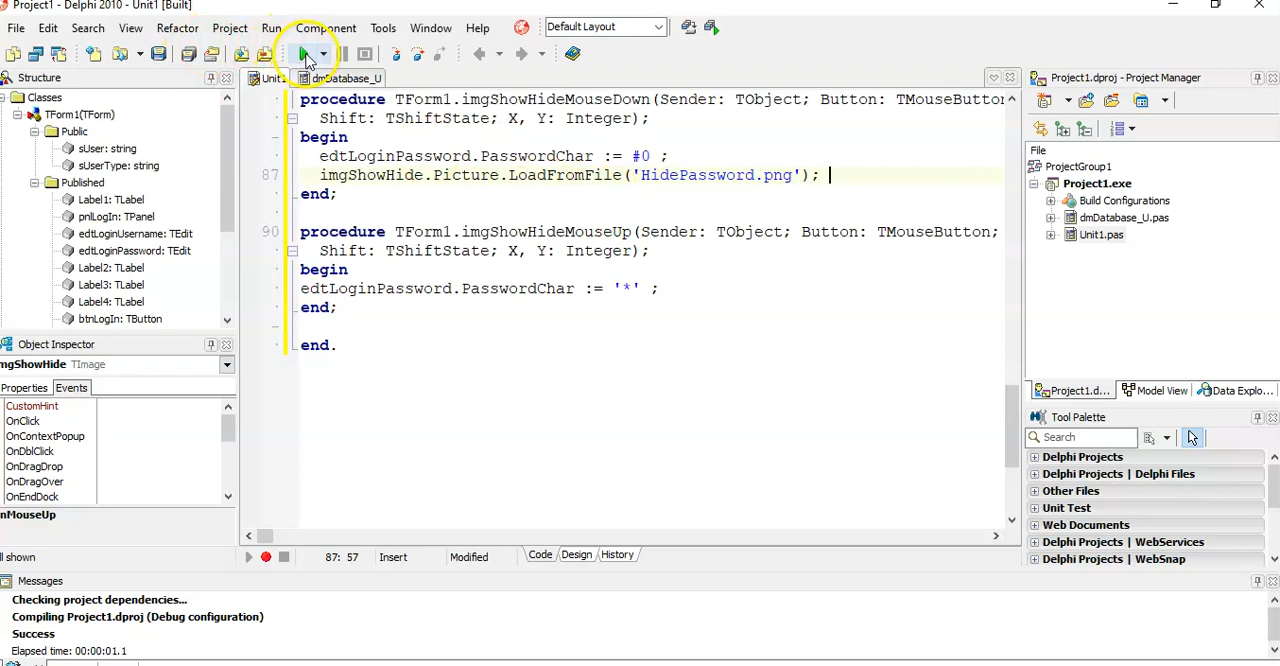 Project1 - Delphi 2010 - Unit1 [Built]
File Edit Search View Refactor Project Run Component Tools Window Help Default Layout
Structure
Unit1 dmDatabase_U
Project1.dproj - Project Manager
Classes
TForm1(TForm)
Public
sUser: string
sUserType: string
Published
Label1: TLabel
pnlLogIn: TPanel
edtLoginUsername: TEdit
edtLoginPassword: TEdit
Label2: TLabel
Label3: TLabel
Label4: TLabel
btnLogIn: TButton
Object Inspector
mgShowHide TImage
Properties Events
CustomHint
OnClick
OnContextPopup
OnDblClick
OnDragDrop
OnDragOver
OnEndDock
nMouseUp
ll shown
procedure TForm1.imgShowHideMouseDown(Sender: TObject; Button: TMouseButton
Shift: TShiftState; X, Y: Integer);
begin
edtLoginPassword.PasswordChar := #0 ;
87 imgShowHide.Picture.LoadFromFile('HidePassword.png');
end;
90 procedure TForm1.imgShowHideMouseUp(Sender: TObject; Button: TMouseButton;
Shift: TShiftState; X, Y: Integer);
begin
edtLoginPassword.PasswordChar := '*' ;
end;
end.
87: 57 Insert Modified Code Design History
File
ProjectGroup1
Project1.exe
Build Configurations
dmDatabase_U.pas
Unit1.pas
Project1.d... Model View Data Explo...
Tool Palette
Search
Delphi Projects
Delphi Projects | Delphi Files
Other Files
Unit Test
Web Documents
Delphi Projects | WebServices
Delphi Projects | WebSnap
Messages
Checking project dependencies...
Compiling Project1.dproj (Debug configuration)
Success
Elapsed time: 00:00:01.1